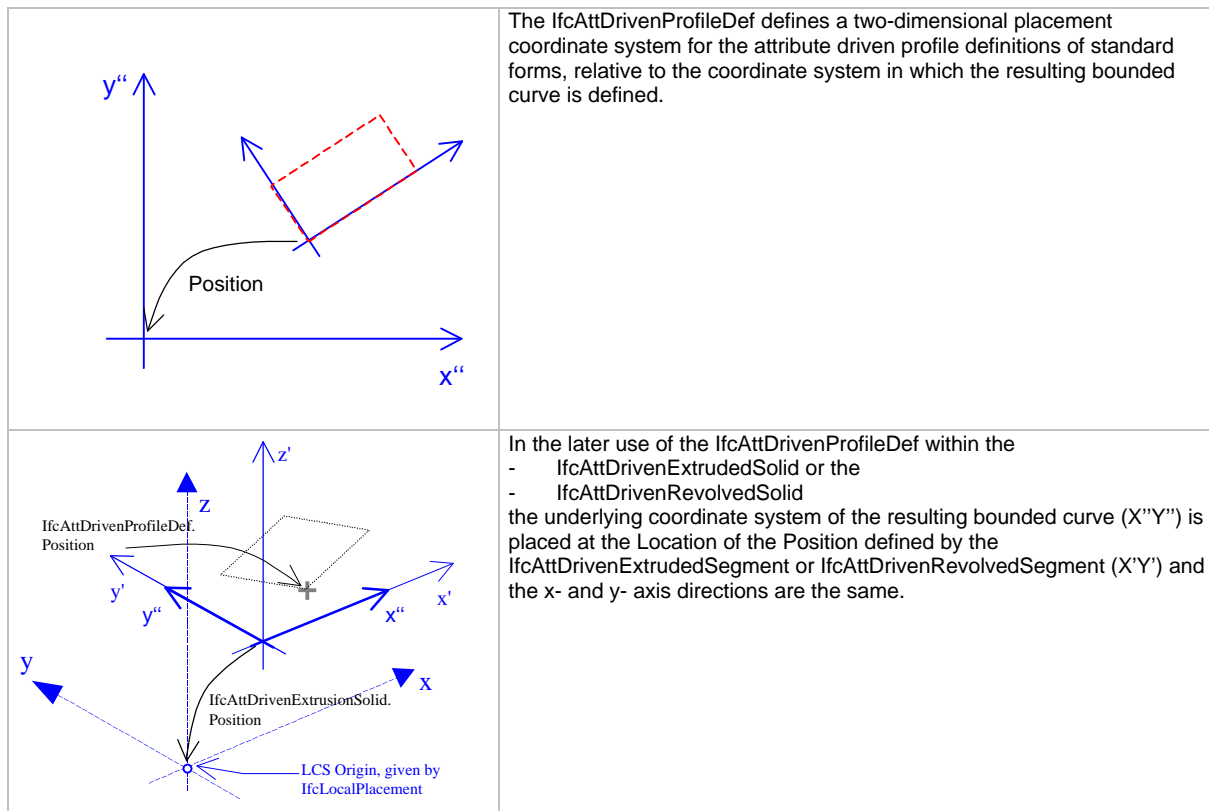 y“
Position
x“
The IfcAttDrivenProfileDef defines a two-dimensional placement
coordinate system for the attribute driven profile definitions of standard
forms, relative to the coordinate system in which the resulting bounded
curve is defined.
z'
z
IfcAttDrivenProfileDef.
Position
y'
x'
y“
x“
y
x
IfcAttDrivenExtrusionSolid.
Position
LCS Origin, given by
IfcLocalPlacement
In the later use of the IfcAttDrivenProfileDef within the
- IfcAttDrivenExtrudedSolid or the
- IfcAttDrivenRevolvedSolid
the underlying coordinate system of the resulting bounded curve (X’’Y’’) is
placed at the Location of the Position defined by the
IfcAttDrivenExtrudedSegment or IfcAttDrivenRevolvedSegment (X’Y’) and
the x- and y- axis directions are the same.